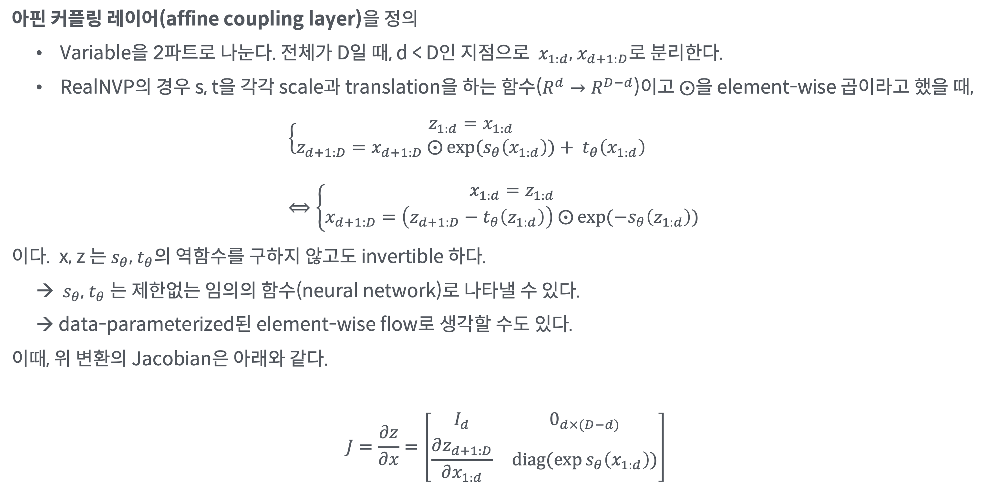 아핀 커플링 레이어(affine coupling layer)을 정의
• Variable을 2파트로 나눈다. 전체가 D일 때, d < D인 지점으로 $x_{1:d}, x_{d+1:D}$로 분리한다.
• RealNVP의 경우 s, t을 각각 scale과 translation을 하는 함수($R^d \to R^{D-d}$)이고 ⊙을 element-wise 곱이라고 했을 때,
$\begin{cases} z_{1:d} = x_{1:d} \\ z_{d+1:D} = x_{d+1:D} \odot \exp(s_\theta(x_{1:d})) + t_\theta(x_{1:d}) \end{cases}$
$\Leftrightarrow \begin{cases} x_{1:d} = z_{1:d} \\ x_{d+1:D} = (z_{d+1:D} - t_\theta(z_{1:d})) \odot \exp(-s_\theta(z_{1:d})) \end{cases}$
이다. x, z 는 $s_\theta, t_\theta$의 역함수를 구하지 않고도 invertible 하다.
→ $s_\theta, t_\theta$ 는 제한없는 임의의 함수(neural network)로 나타낼 수 있다.
→ data-parameterized된 element-wise flow로 생각할 수도 있다.
이때, 위 변환의 Jacobian은 아래와 같다.
$J = \frac{\partial z}{\partial x} = \begin{bmatrix} I_d & 0_{d \times (D-d)} \\ \frac{\partial z_{d+1:D}}{\partial x_{1:d}} & \text{diag}(\exp s_\theta(x_{1:d})) \end{bmatrix}$